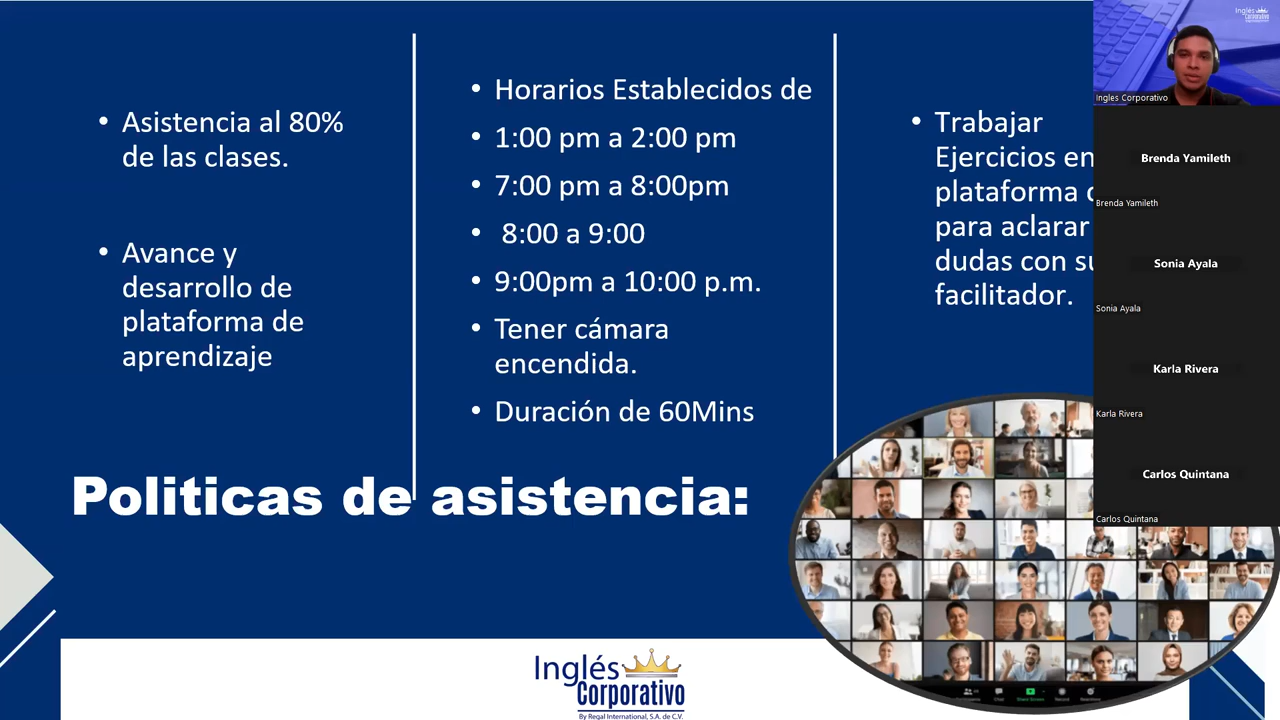 • Asistencia al 80%
de las clases.
• Avance y
desarrollo de
plataforma de
aprendizaje
• Horarios Establecidos de
• 1:00 pm a 2:00 pm
• 7:00 pm a 8:00pm
• 8:00 a 9:00
• 9:00pm a 10:00 p.m.
• Tener cámara
encendida.
• Duración de 60Mins
• Trabajar
Ejercicios en
plataforma
para aclarar
dudas con
facilitador.
Politicas de asistencia:
Inglés
Corporativo
By Regal International, S.A. de C.V.
Inglés
Corporativo
Ingles Corporativo
Brenda Yamileth
Brenda Yamileth
Sonia Ayala
Sonia Ayala
Karla Rivera
Karla Rivera
Carlos Quintana
Carlos Quintana